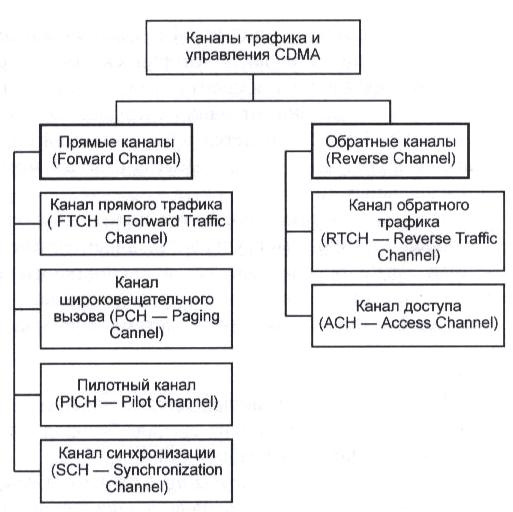 Каналы трафика и
управления CDMA
Прямые каналы
(Forward Channel)
Обратные каналы
(Reverse Channel)
Канал прямого трафика
( FTCH — Forward Traffic
Channel)
Канал обратного
трафика
(RTCH — Reverse Traffic
Channel)
Канал
широковещательного
вызова (PCH — Paging
Cannel)
Канал доступа
(ACH — Access Channel)
Пилотный канал
(PICH — Pilot Channel)
Канал синхронизации
(SCH — Synchronization
Channel)